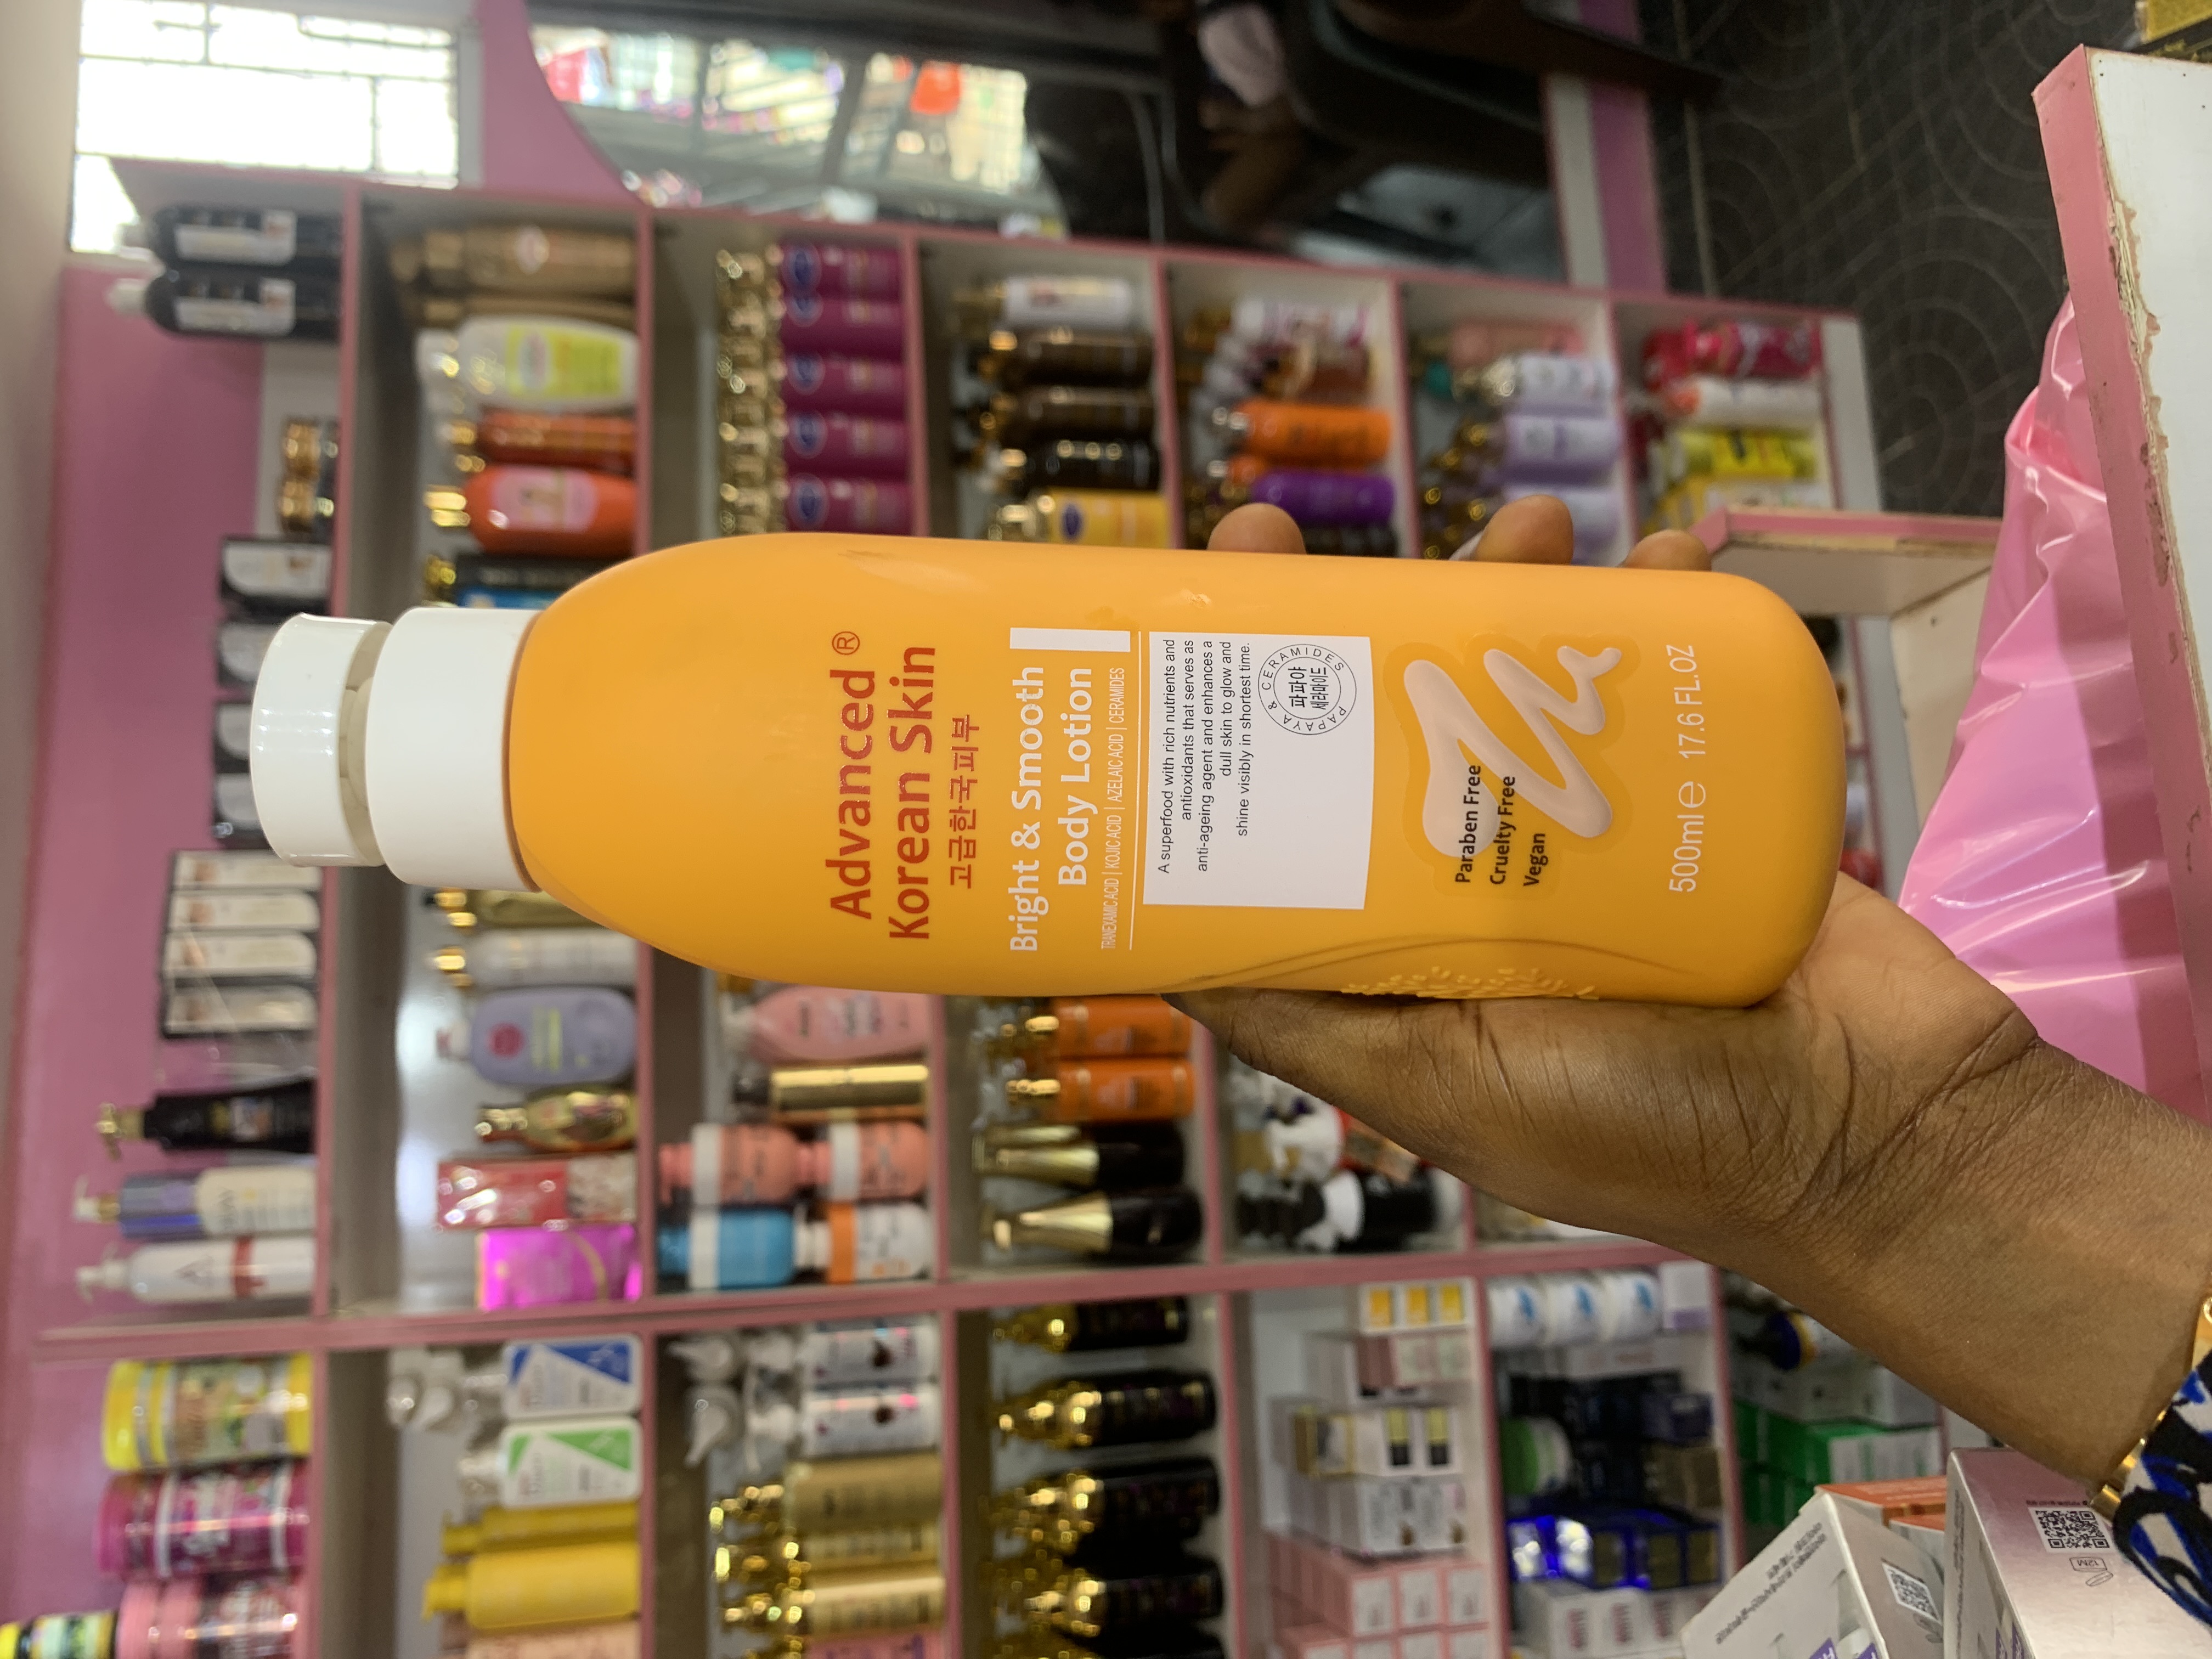 Advanced®
Korean Skin
고급한국피부
Bright & Smooth
Body Lotion
TRANEXAMIC ACID | KOJIC ACID | AZELAIC ACID | CERAMIDES
A superfood with rich nutrients and
antioxidants that serves as
anti-ageing agent and enhances a
dull skin to glow and
shine visibly in shortest time.
PAPAYA & CERAMIDES
파파야
세라마이드
Paraben Free
Cruelty Free
Vegan
500ml e 17.6 FL.OZ
12M